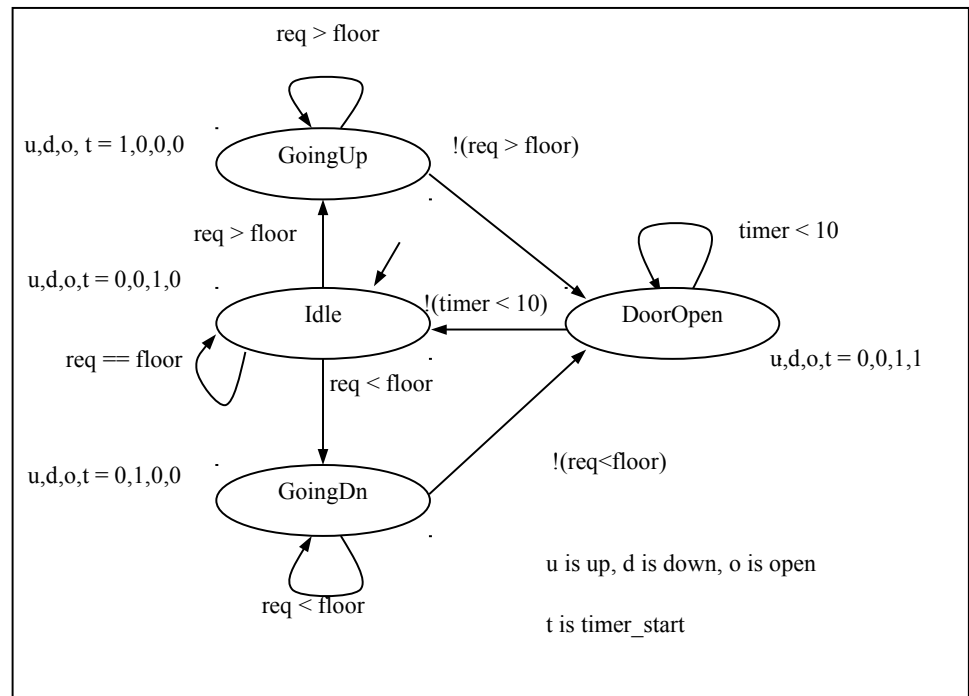 req > floor
u,d,o, t = 1,0,0,0
GoingUp
!(req > floor)
req > floor
timer < 10
u,d,o,t = 0,0,1,0
Idle
!(timer < 10)
DoorOpen
req == floor
u,d,o,t = 0,0,1,1
req < floor
u,d,o,t = 0,1,0,0
GoingDn
!(req<floor)
req < floor
u is up, d is down, o is open
t is timer_start